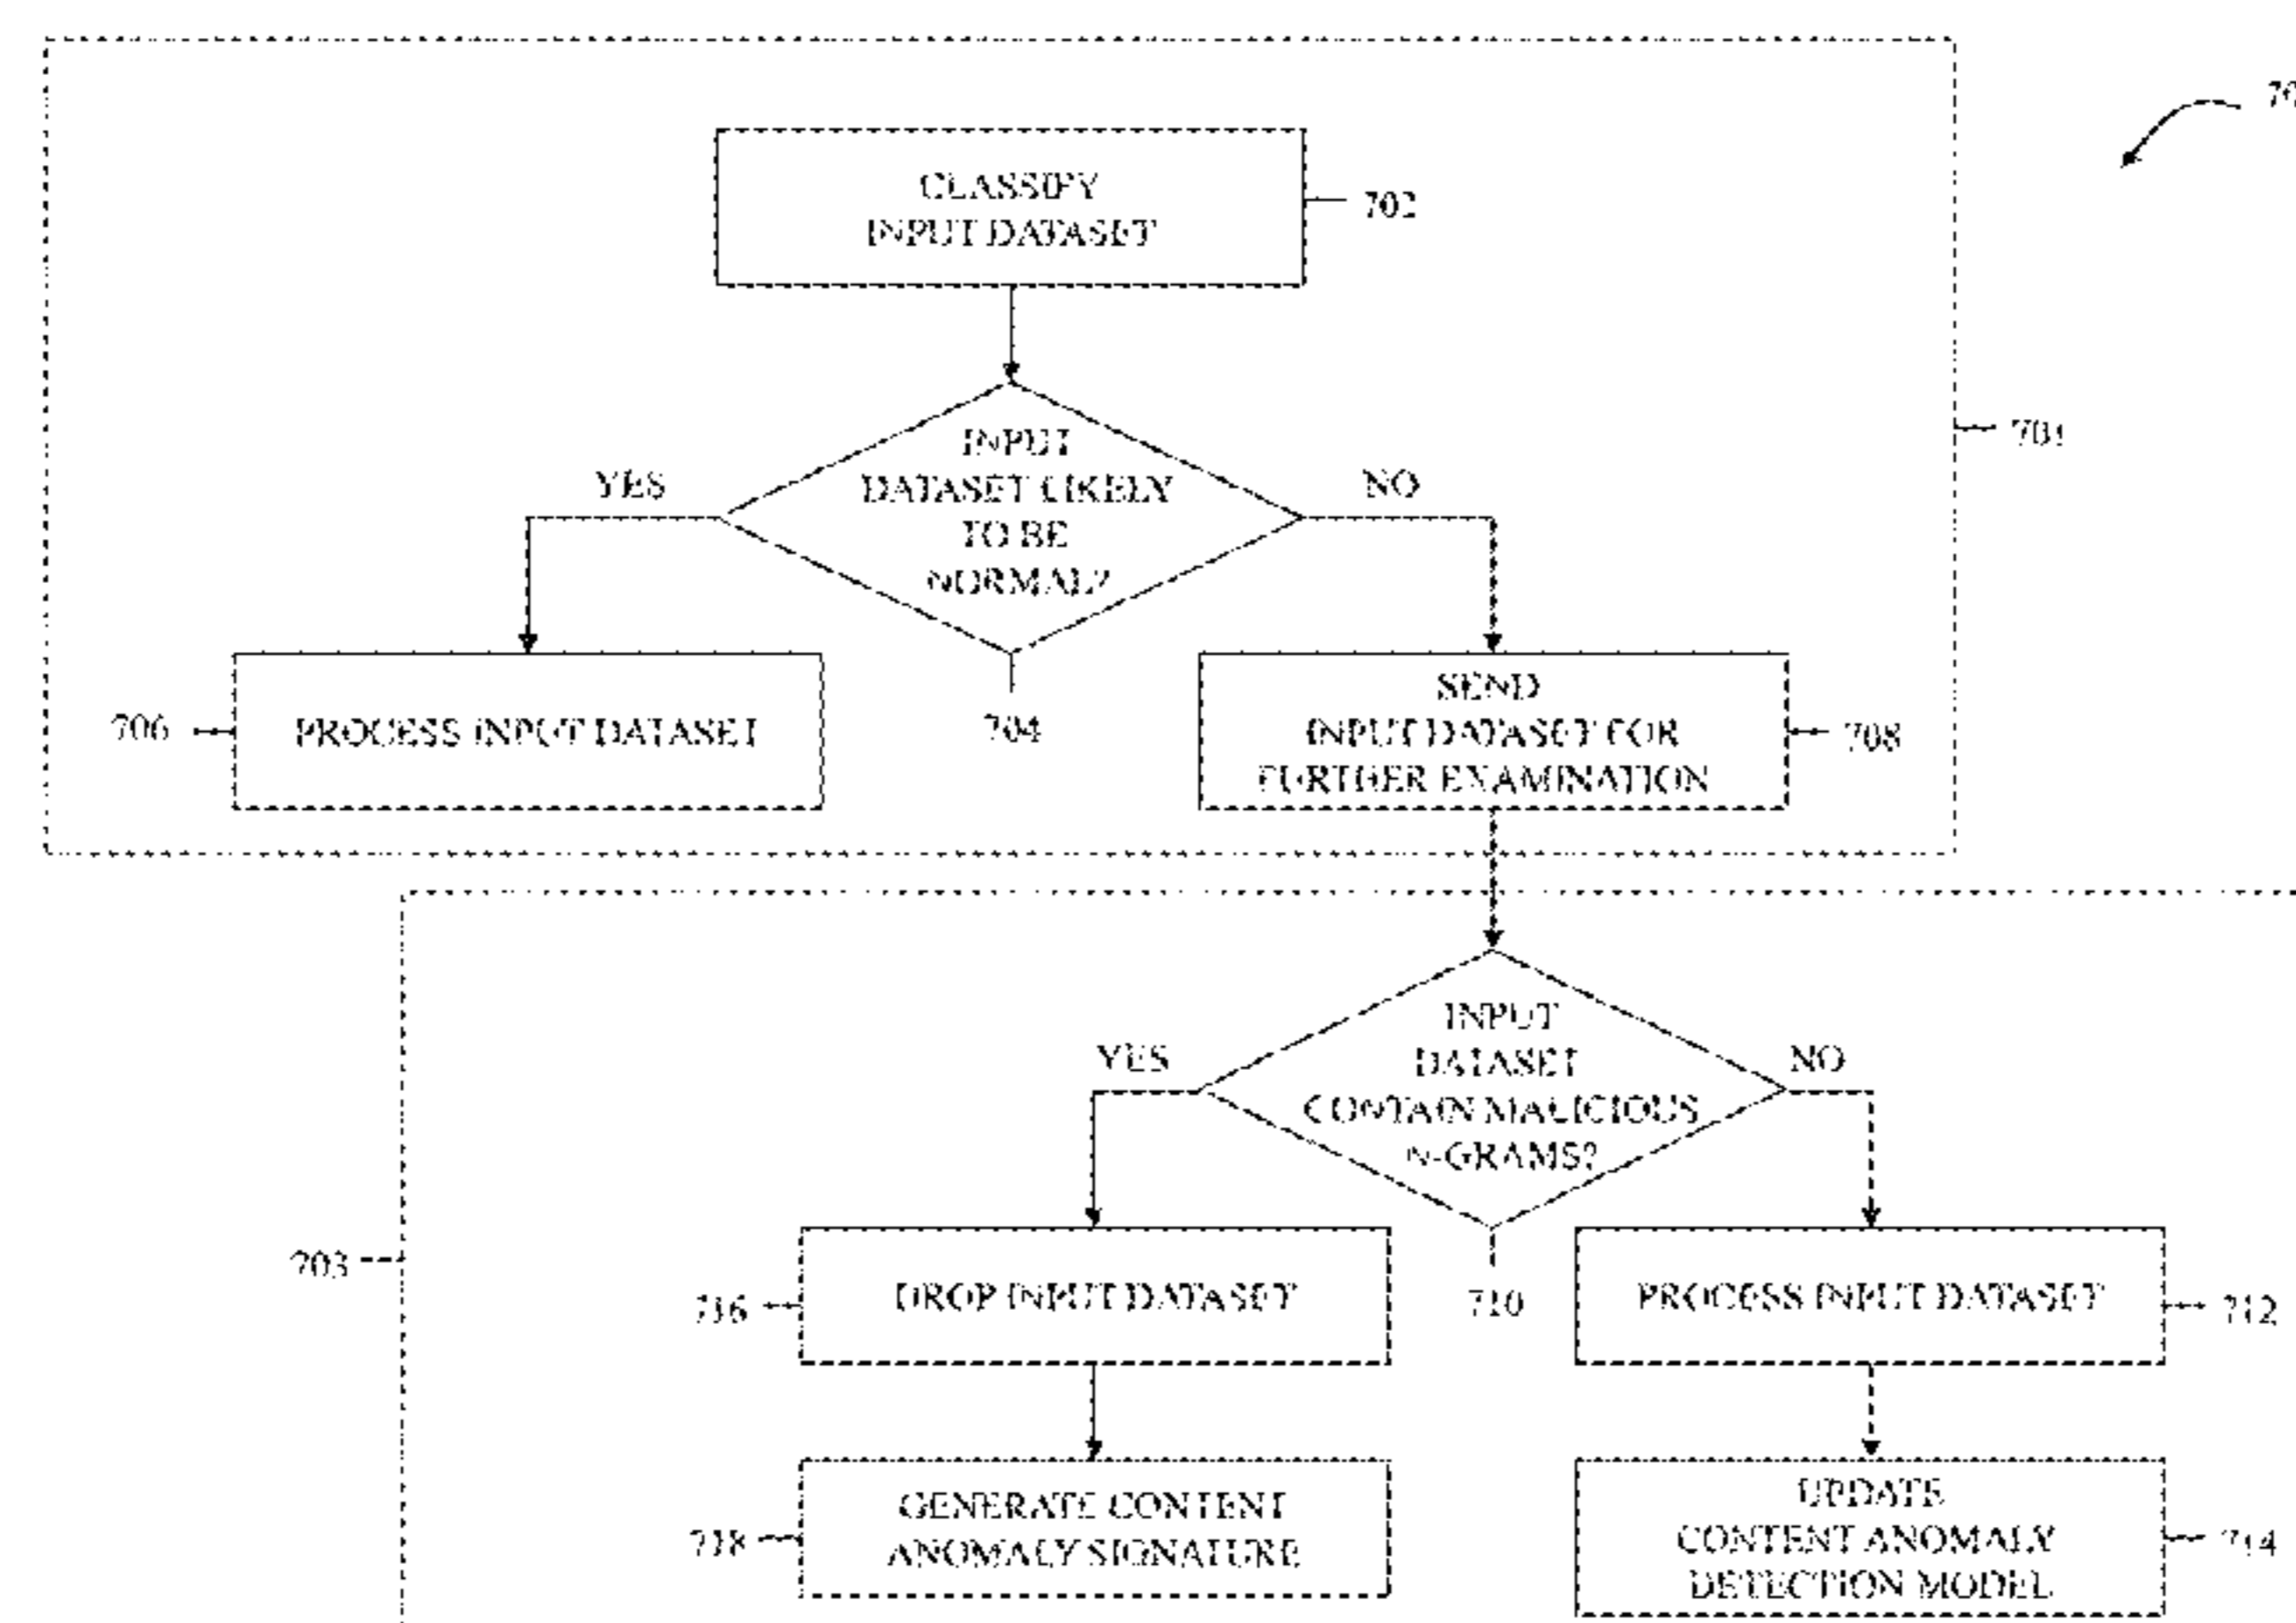 CLASSIFY
INPUT DATASET
702
701
INPUT
DATASET LIKELY
TO BE
NORMAL?
YES
NO
706
PROCESS INPUT DATASET
704
SEND
INPUT DATASET FOR
FURTHER EXAMINATION
708
INPUT
DATASET
CONTAIN MALICIOUS
N-GRAMS?
YES
NO
703
716
DROP INPUT DATASET
710
PROCESS INPUT DATASET
712
718
GENERATE CONTENT
ANOMALY SIGNATURE
UPDATE
CONTENT ANOMALY
DETECTION MODEL
714